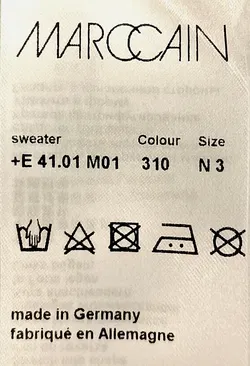 MARCCAIN
sweater Colour Size
+E 41.01 M01 310 N 3
made in Germany
fabriqué en Allemagne